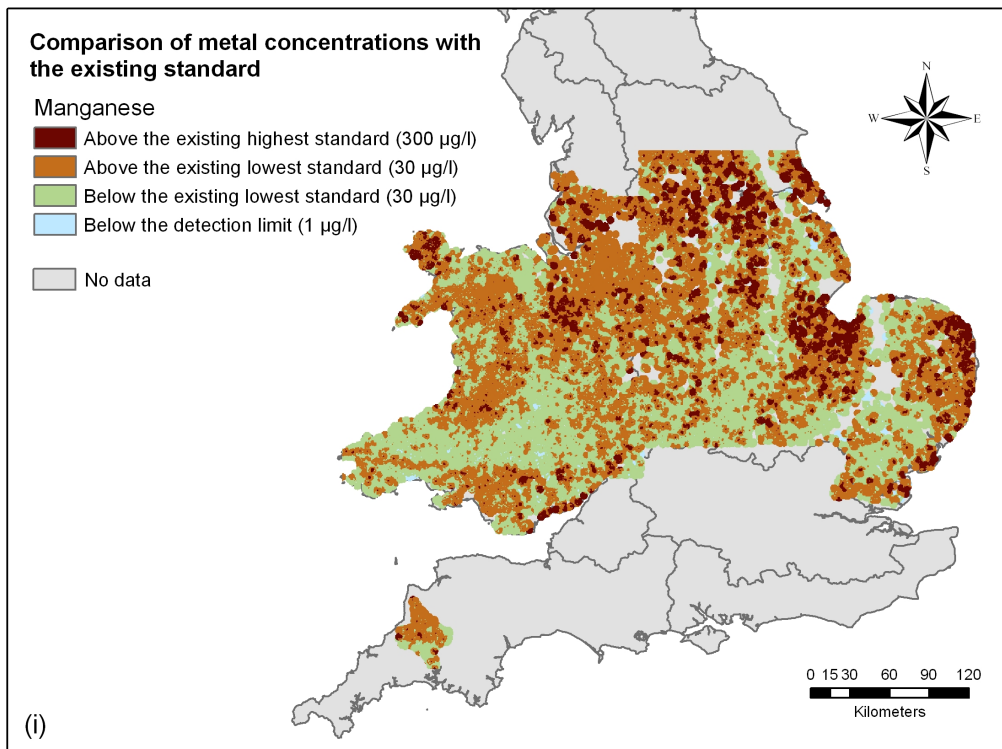 Comparison of metal concentrations with
the existing standard
Manganese
Above the existing highest standard (300 µg/l)
Above the existing lowest standard (30 µg/l)
Below the existing lowest standard (30 µg/l)
Below the detection limit (1 µg/l)
No data
N
W E
S
0 15 30 60 90 120
Kilometers
(i)